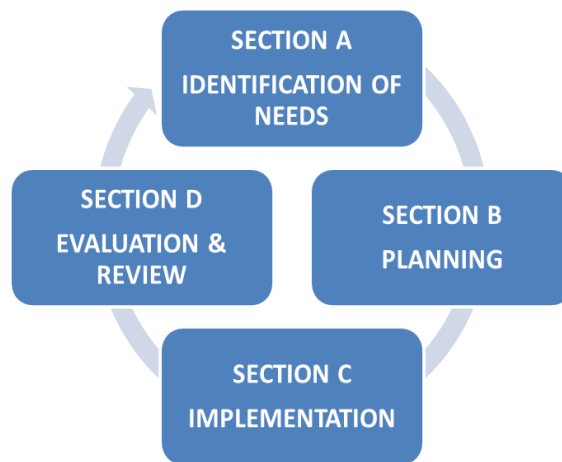 SECTION A
IDENTIFICATION OF
NEEDS
SECTION B
PLANNING
SECTION C
IMPLEMENTATION
SECTION D
EVALUATION &
REVIEW